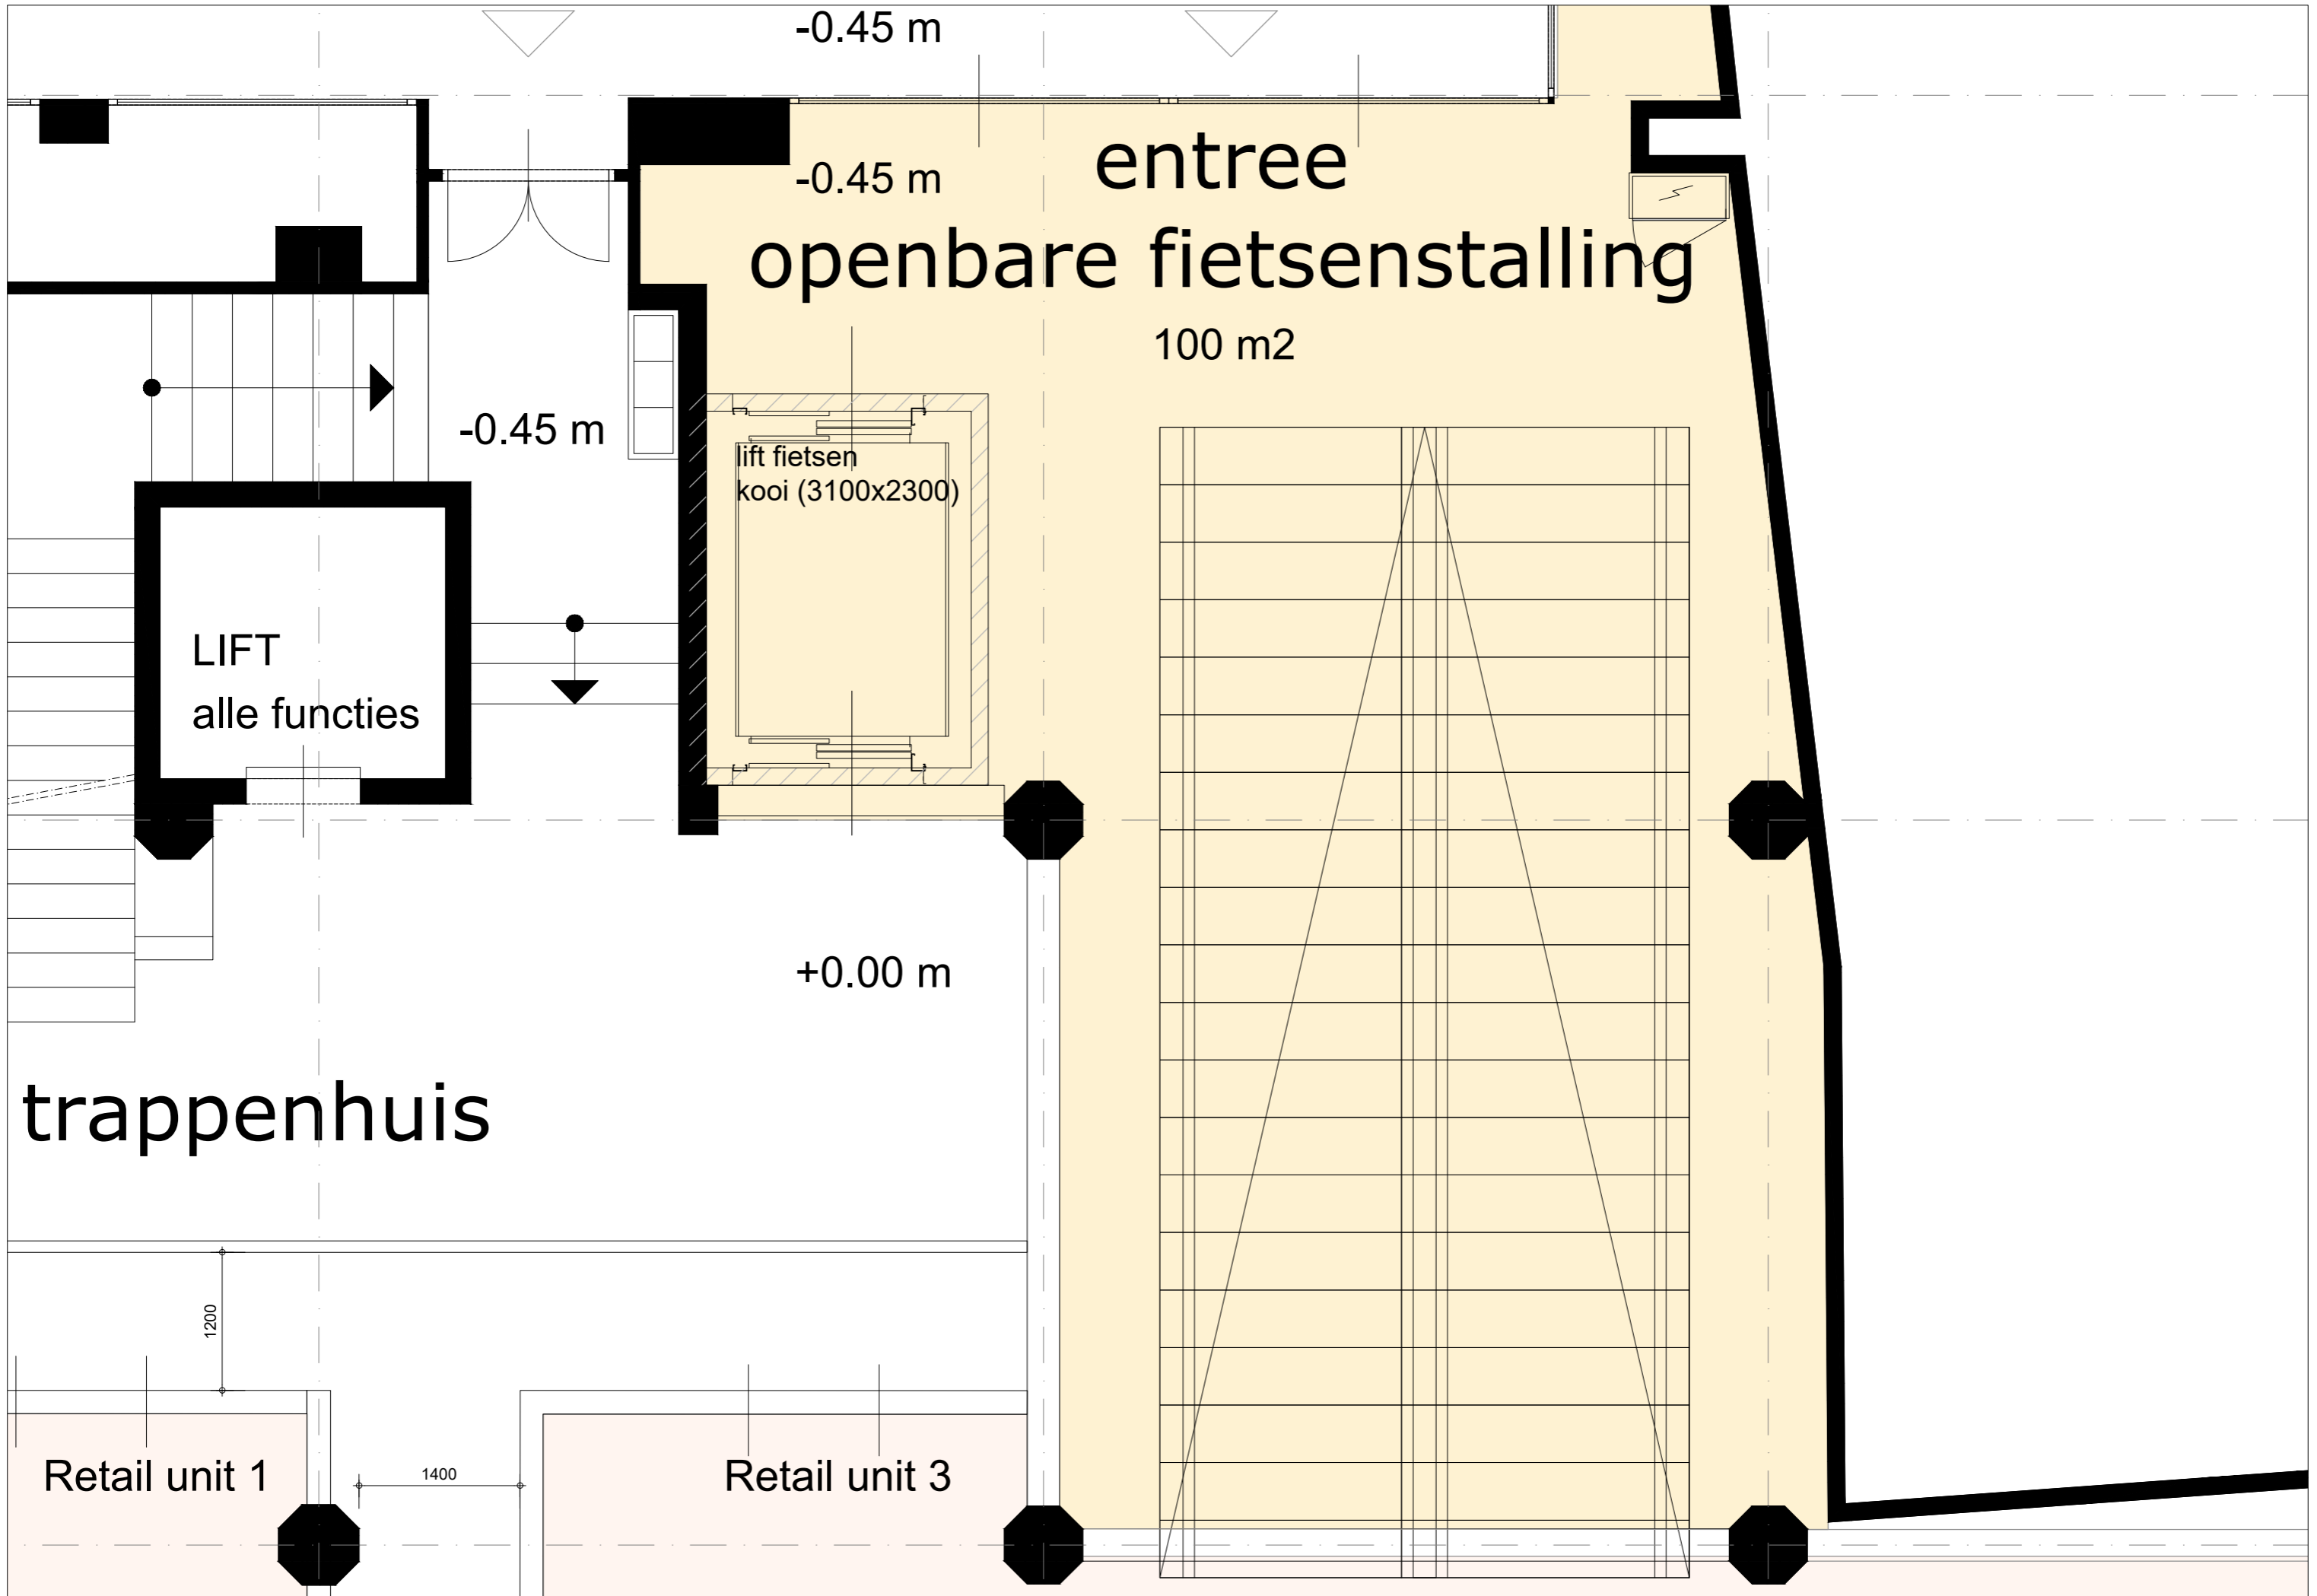 -0.45 m
-0.45 m
entree
openbare fietsenstalling
100 m2
-0.45 m
lift fietsen
kooi (3100x2300)
LIFT
alle functies
+0.00 m
trappenhuis
1200
1400
Retail unit 1
Retail unit 3